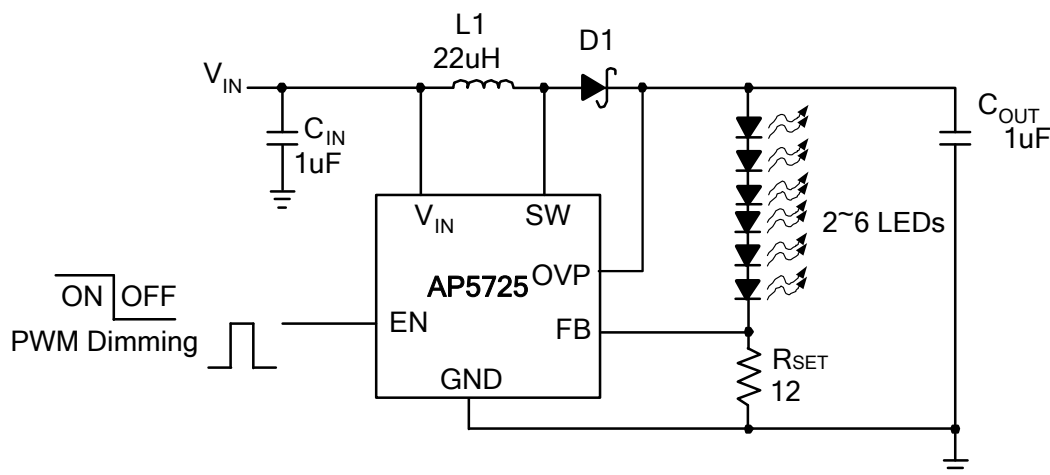 L1
22uH
D1
VIN
CIN
1uF
COUT
1uF
VIN
SW
2~6 LEDs
OVP
AP5725
ON OFF
EN
FB
PWM Dimming
RSET
12
GND